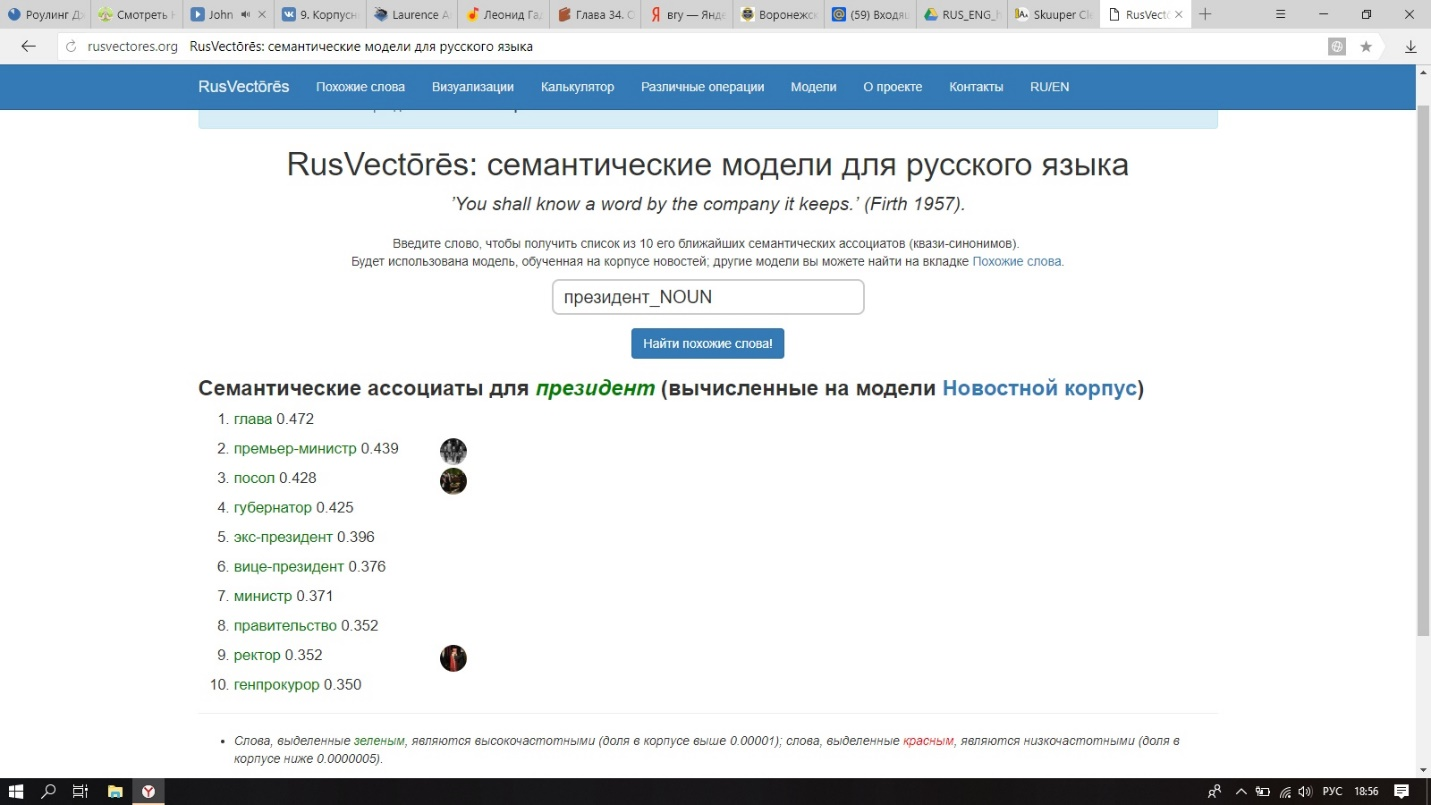 Роулинг Дж
Смотреть
John
9. Корпусн
Laurence A
Леонид Га
Глава 34. О
вгу — Янде
Воронежск
(59) Входящ
RUS_ENG_h
Skuuper Cle
RusVectō
rusvectores.org RusVectōrēs: семантические модели для русского языка
RusVectōrēs Похожие слова Визуализации Калькулятор Различные операции Модели О проекте Контакты RU/EN
RusVectōrēs: семантические модели для русского языка
’You shall know a word by the company it keeps.’ (Firth 1957).
Введите слово, чтобы получить список из 10 его ближайших семантических ассоциатов (квази-синонимов).
Будет использована модель, обученная на корпусе новостей; другие модели вы можете найти на вкладке Похожие слова.
президент_NOUN
Найти похожие слова!
Семантические ассоциаты для президент (вычисленные на модели Новостной корпус)
1. глава 0.472
2. премьер-министр 0.439
3. посол 0.428
4. губернатор 0.425
5. экс-президент 0.396
6. вице-президент 0.376
7. министр 0.371
8. правительство 0.352
9. ректор 0.352
10. генпрокурор 0.350
• Слова, выделенные зеленым, являются высокочастотными (доля в корпусе выше 0.00001); слова, выделенные красным, являются низкочастотными (доля в
корпусе ниже 0.0000005).
РУС 18:56